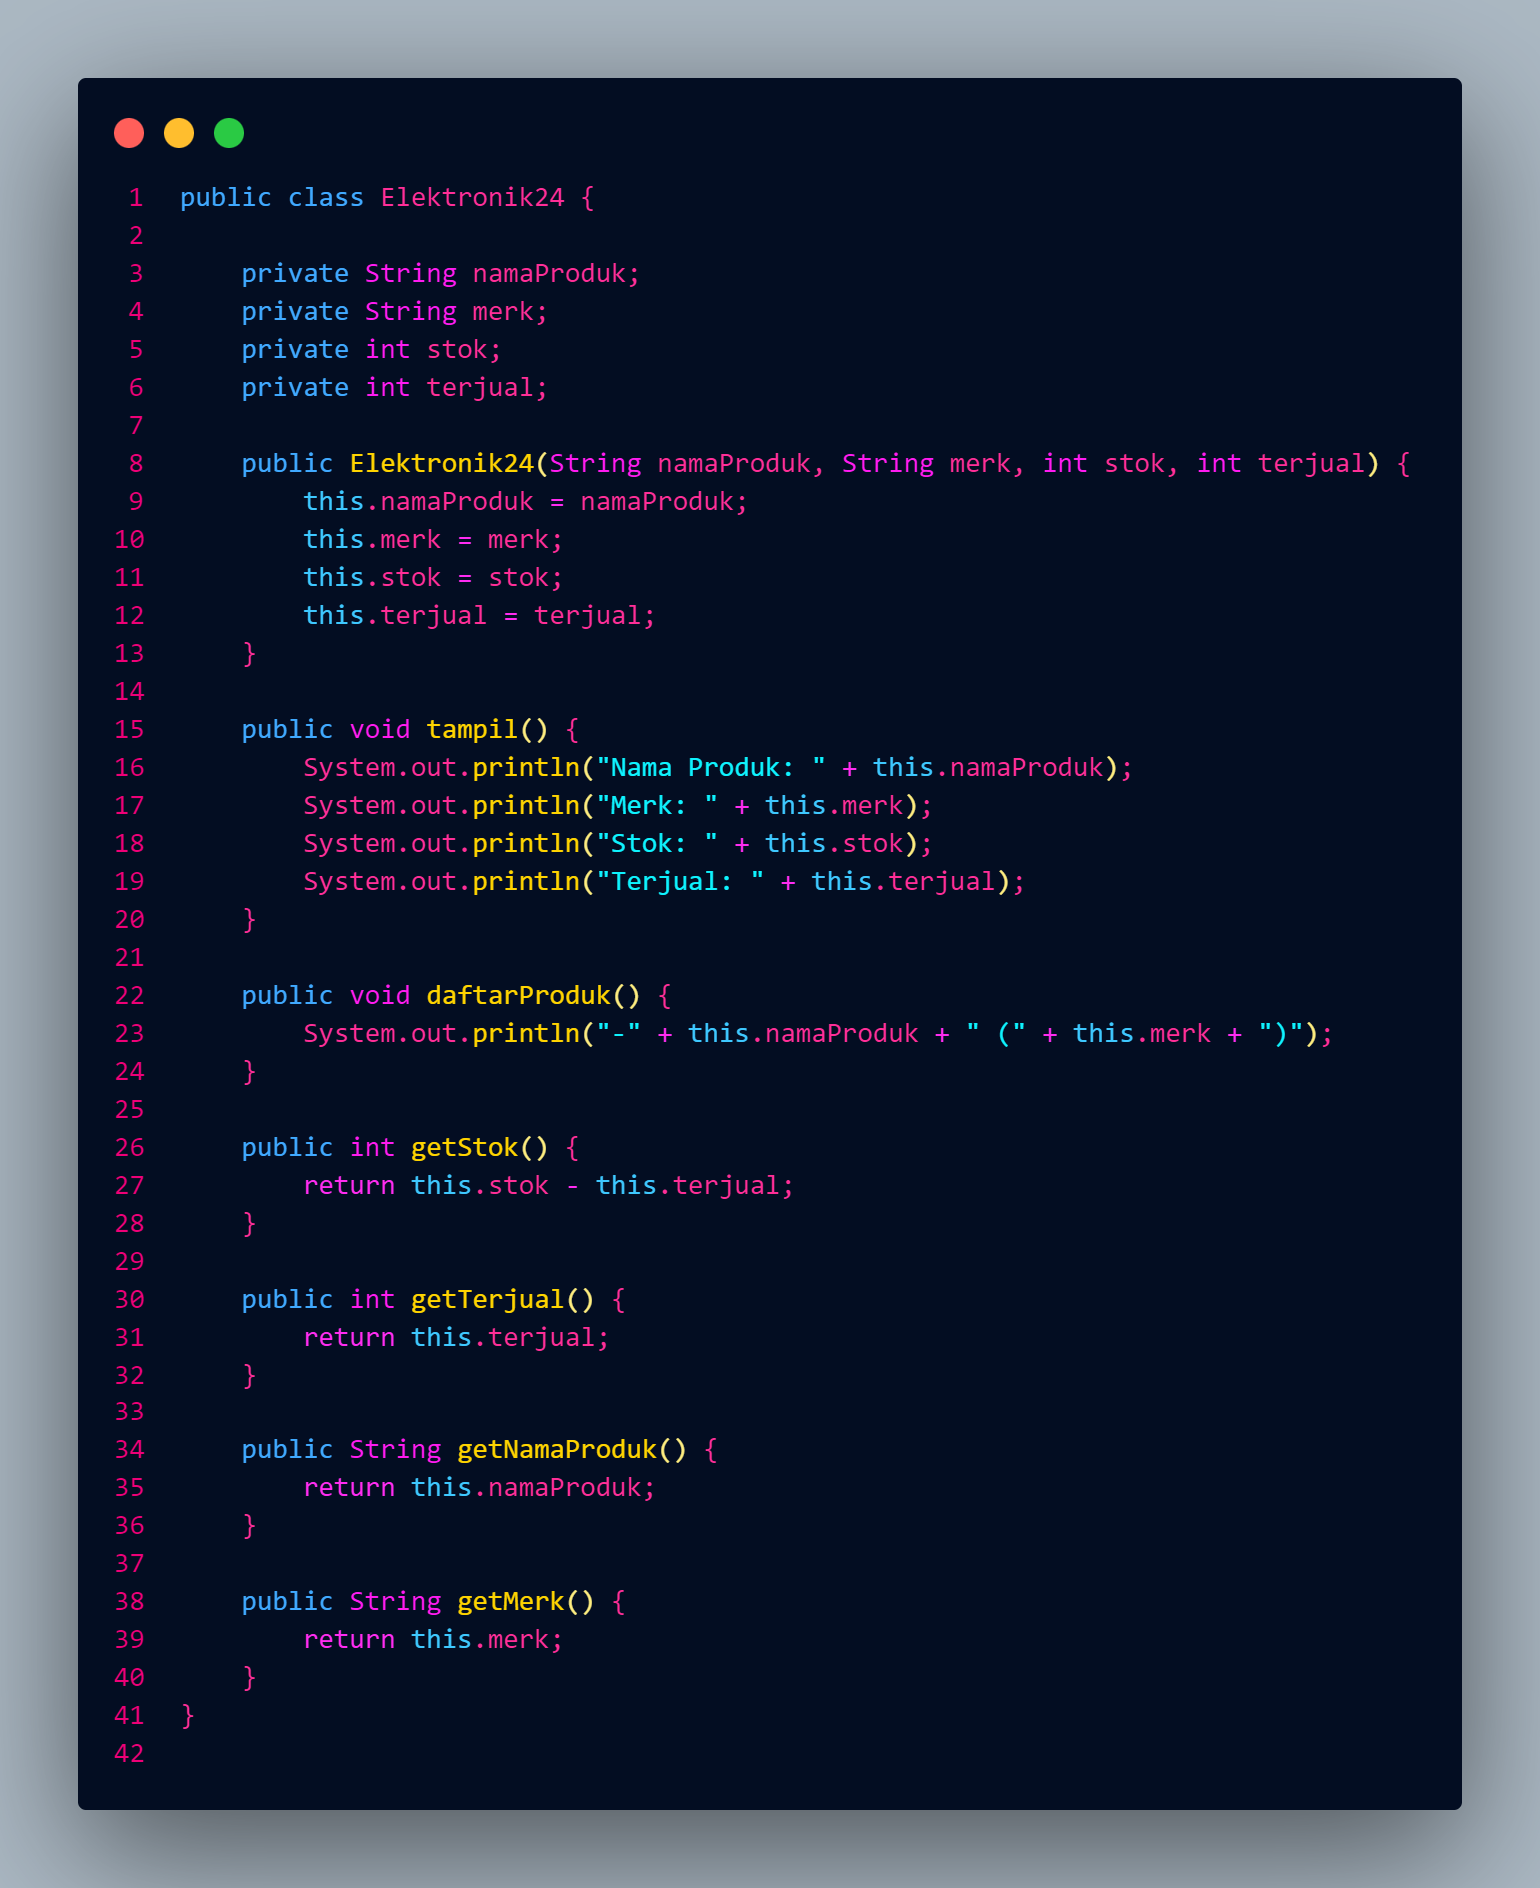 1 public class Elektronik24 {
2
3     private String namaProduk;
4     private String merk;
5     private int stok;
6     private int terjual;
7
8     public Elektronik24(String namaProduk, String merk, int stok, int terjual) {
9         this.namaProduk = namaProduk;
10         this.merk = merk;
11         this.stok = stok;
12         this.terjual = terjual;
13     }
14
15     public void tampil() {
16         System.out.println("Nama Produk: " + this.namaProduk);
17         System.out.println("Merk: " + this.merk);
18         System.out.println("Stok: " + this.stok);
19         System.out.println("Terjual: " + this.terjual);
20     }
21
22     public void daftarProduk() {
23         System.out.println("-" + this.namaProduk + " (" + this.merk + ")");
24     }
25
26     public int getStok() {
27         return this.stok - this.terjual;
28     }
29
30     public int getTerjual() {
31         return this.terjual;
32     }
33
34     public String getNamaProduk() {
35         return this.namaProduk;
36     }
37
38     public String getMerk() {
39         return this.merk;
40     }
41 }
42